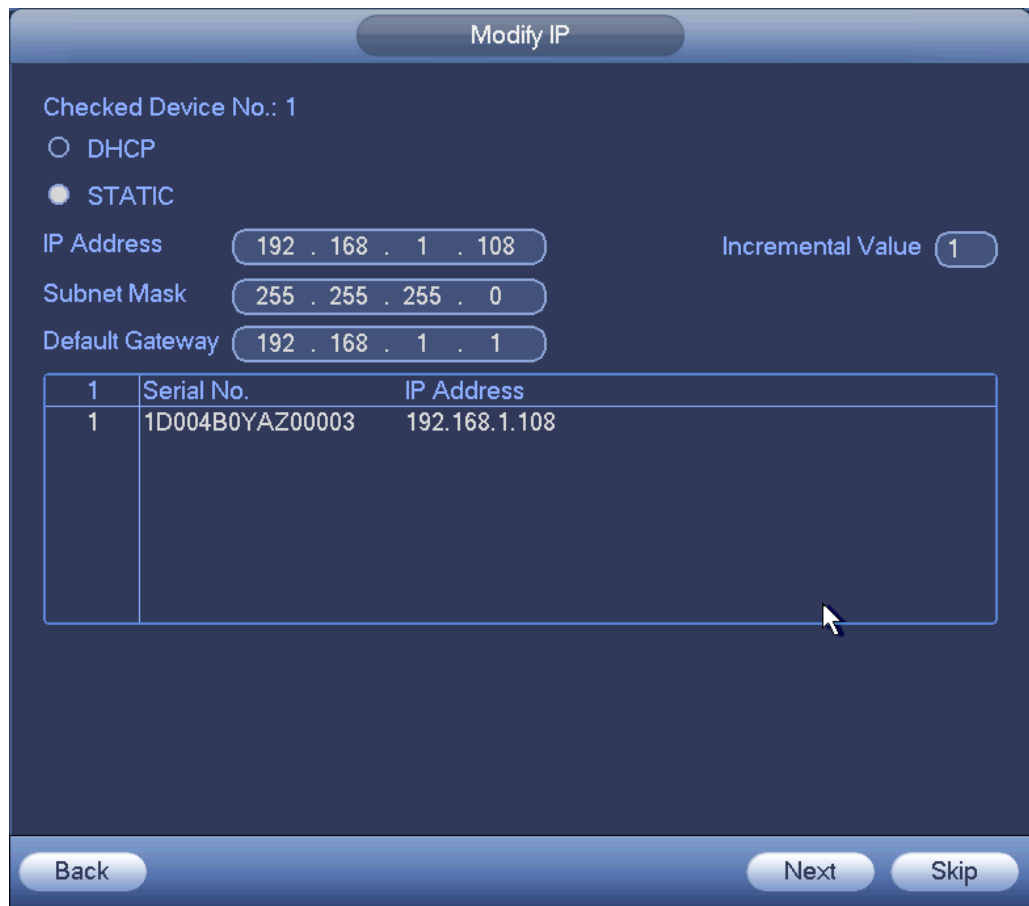 Modify IP
Checked Device No.: 1
DHCP
STATIC
IP Address 192 . 168 . 1 . 108 Incremental Value 1
Subnet Mask 255 . 255 . 255 . 0
Default Gateway 192 . 168 . 1 . 1
1 Serial No. IP Address
1 1D004B0YAZ00003 192.168.1.108
Back Next Skip